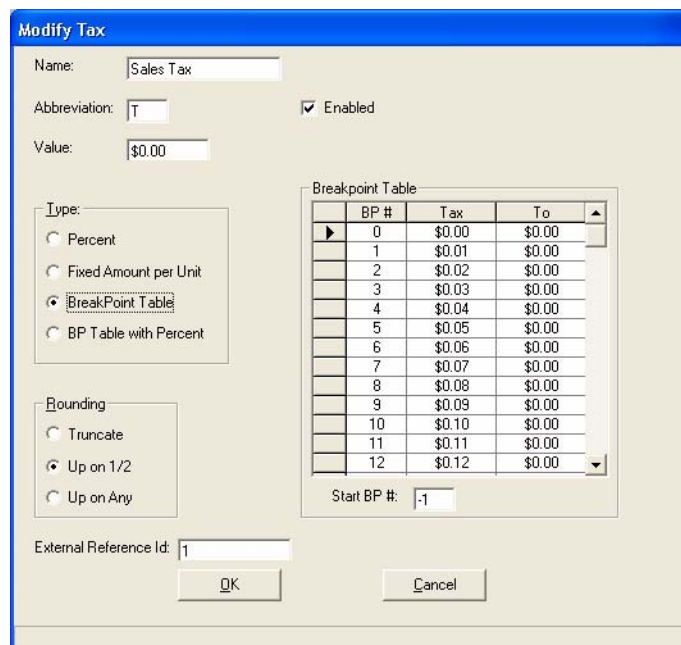 Modify Tax
Name: Sales Tax
Abbreviation: T Enabled
Value: $0.00
Type:
Percent
Fixed Amount per Unit
BreakPoint Table
BP Table with Percent
Rounding
Truncate
Up on 1/2
Up on Any
Breakpoint Table
BP # Tax To
0 $0.00 $0.00
1 $0.01 $0.00
2 $0.02 $0.00
3 $0.03 $0.00
4 $0.04 $0.00
5 $0.05 $0.00
6 $0.06 $0.00
7 $0.07 $0.00
8 $0.08 $0.00
9 $0.09 $0.00
10 $0.10 $0.00
11 $0.11 $0.00
12 $0.12 $0.00
Start BP #: -1
External Reference Id: 1
OK Cancel